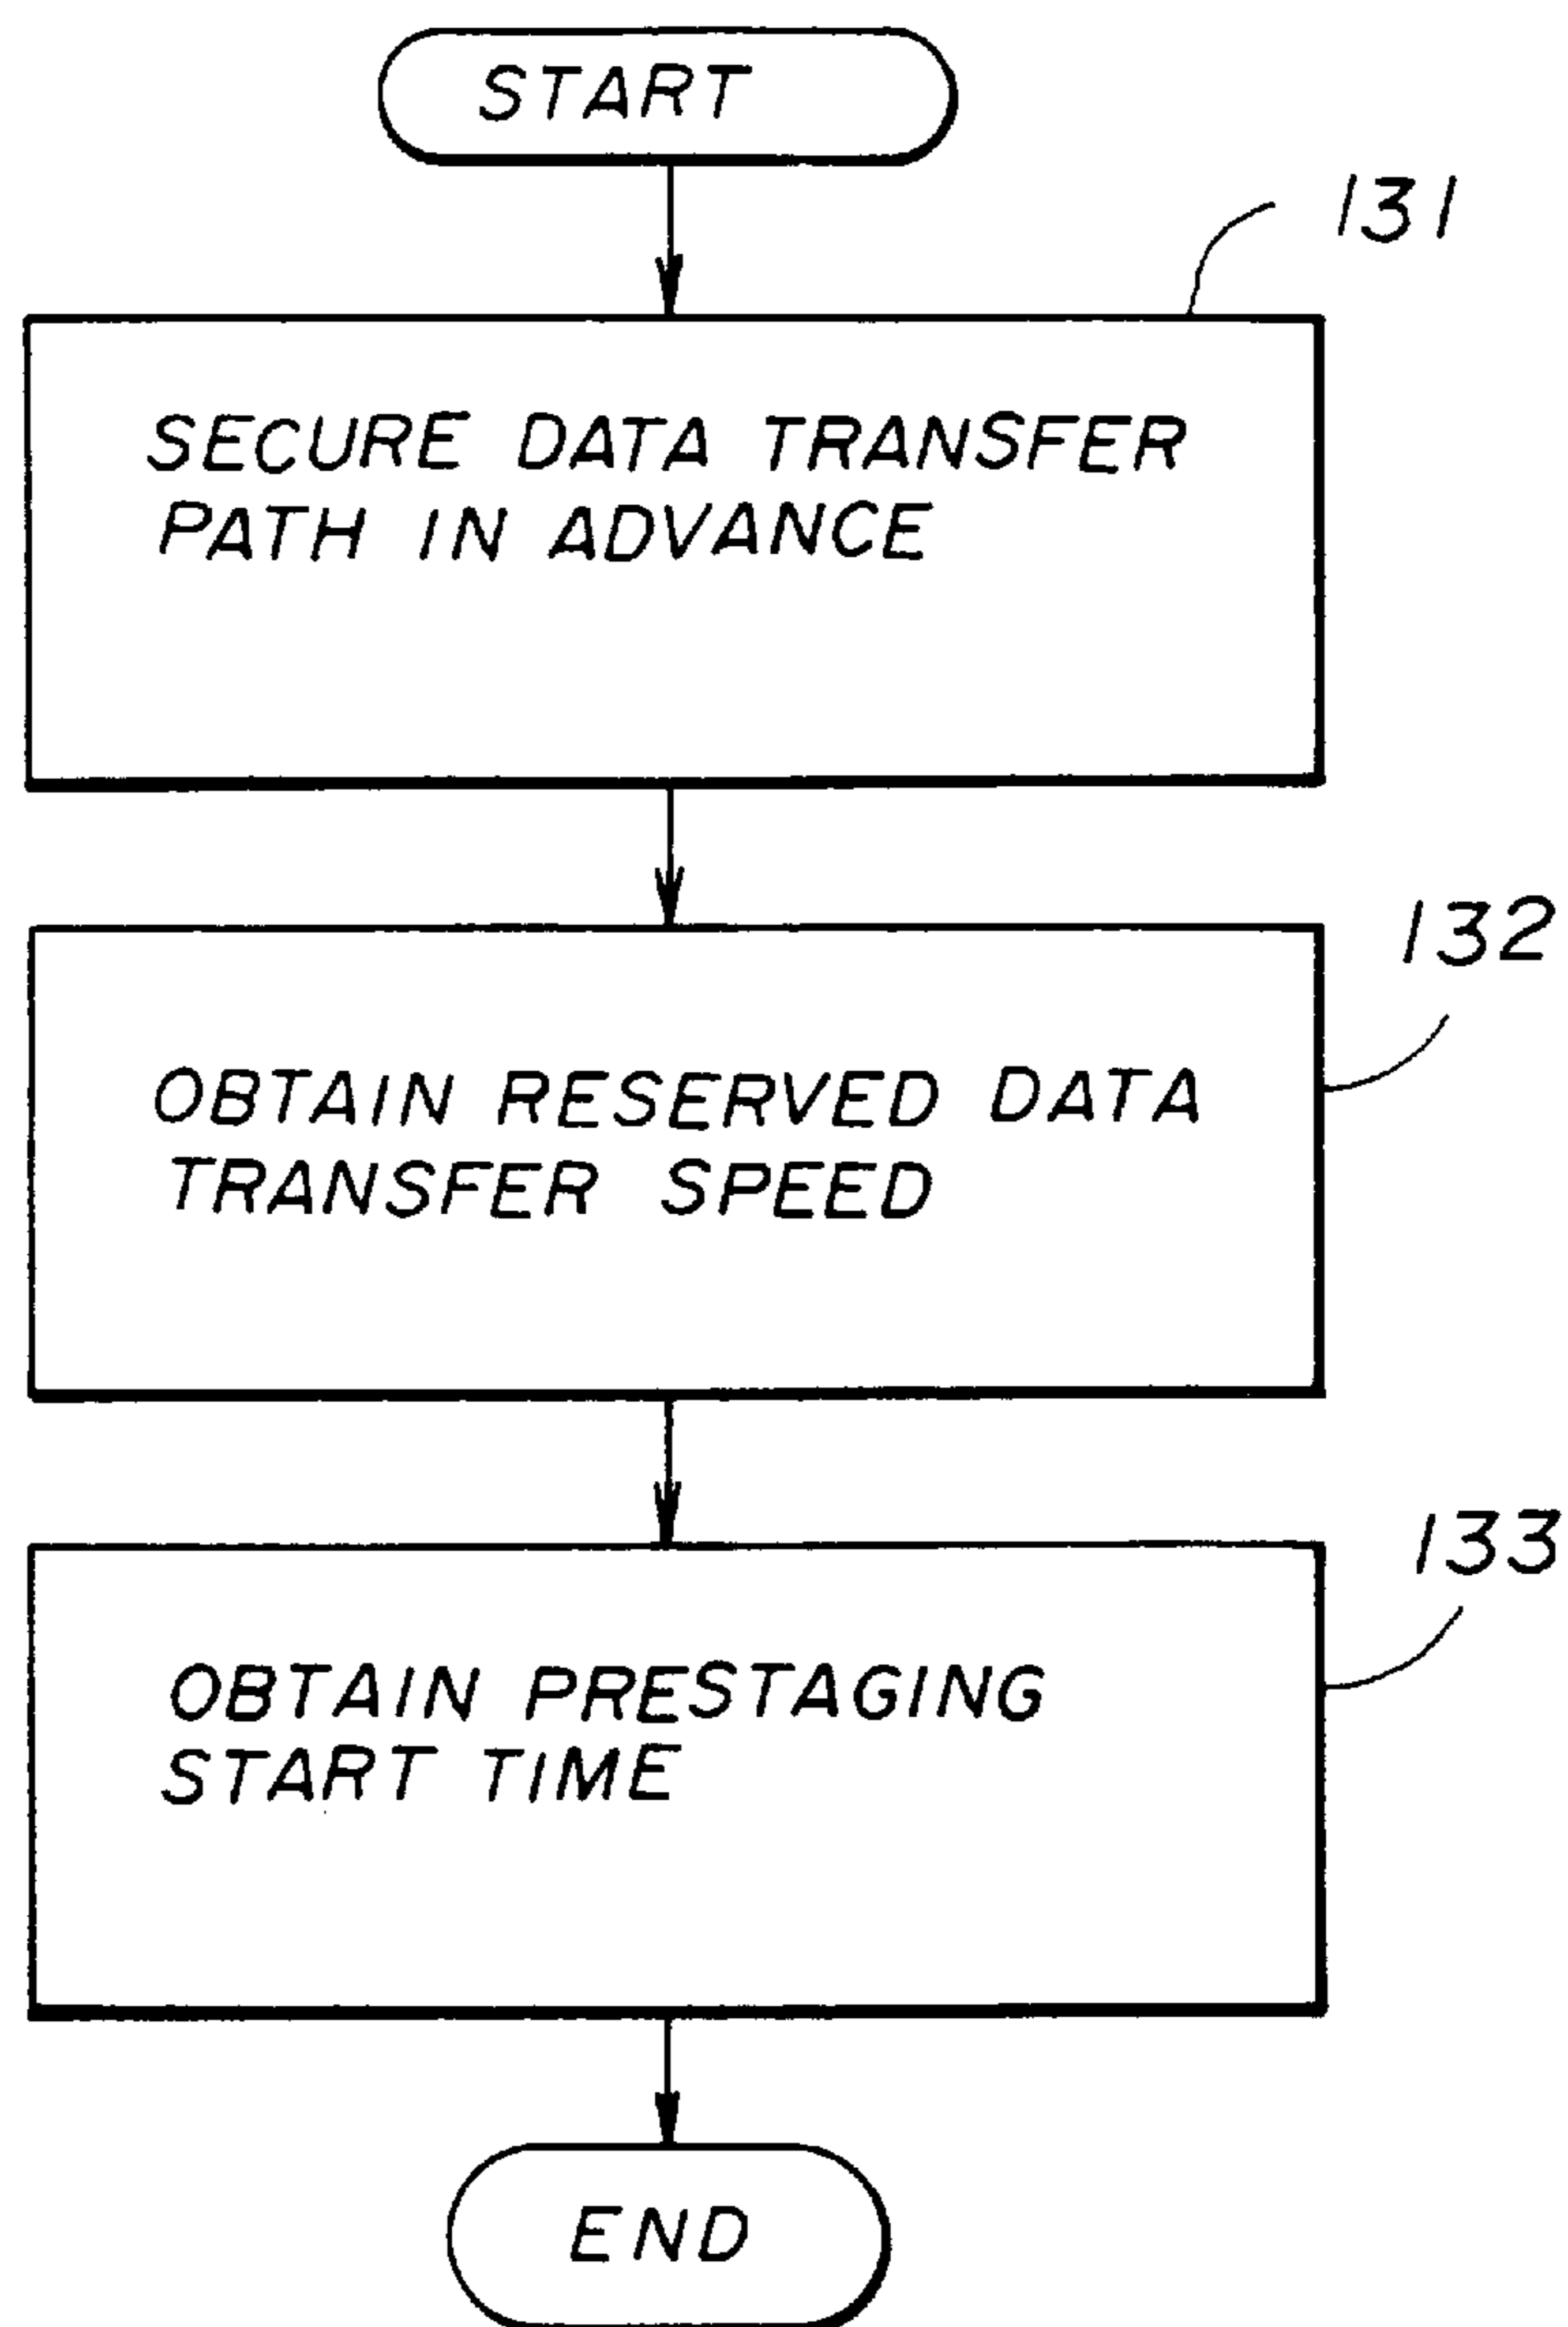 START
131
SECURE DATA TRANSFER
PATH IN ADVANCE
132
OBTAIN RESERVED DATA
TRANSFER SPEED
133
OBTAIN PRESTAGING
START TIME
END